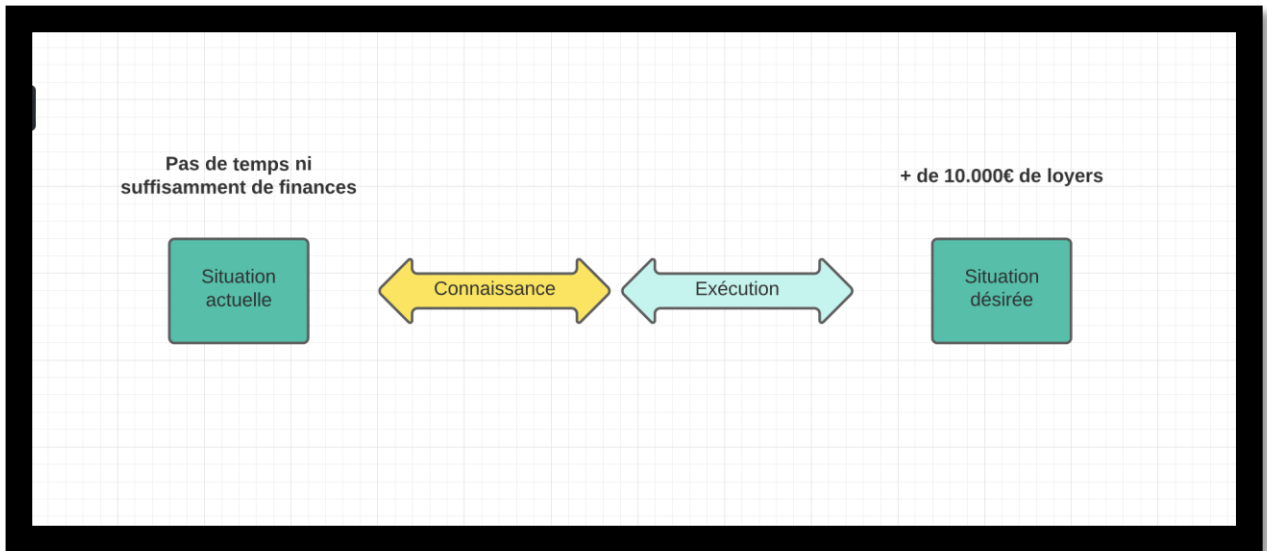 Pas de temps ni
suffisamment de finances
+ de 10.000€ de loyers
Situation
actuelle
Connaissance
Exécution
Situation
désirée